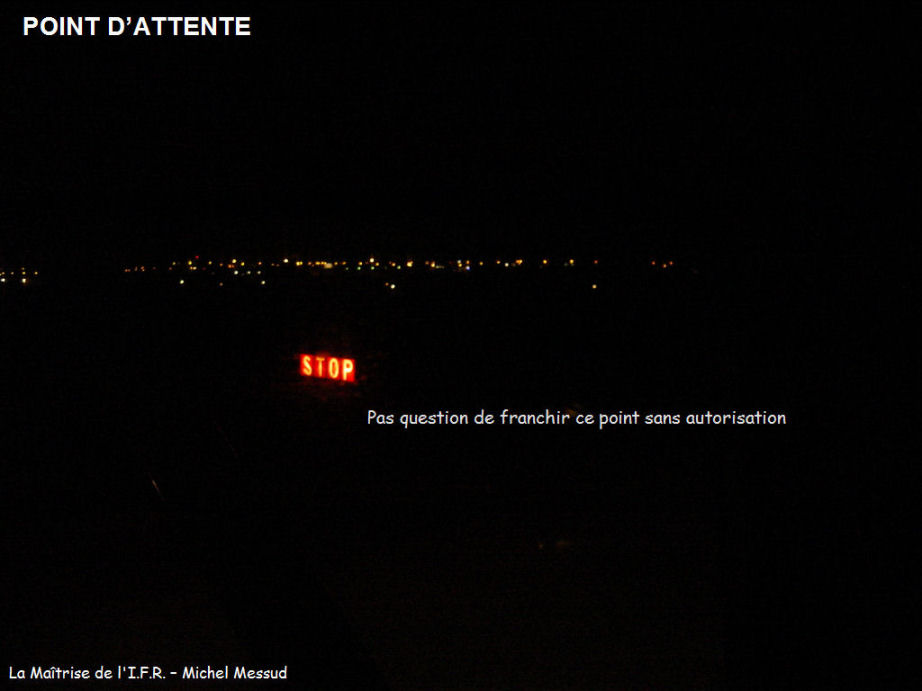 POINT D’ATTENTE
STOP
Pas question de franchir ce point sans autorisation
La Maîtrise de l'I.F.R. – Michel Messud